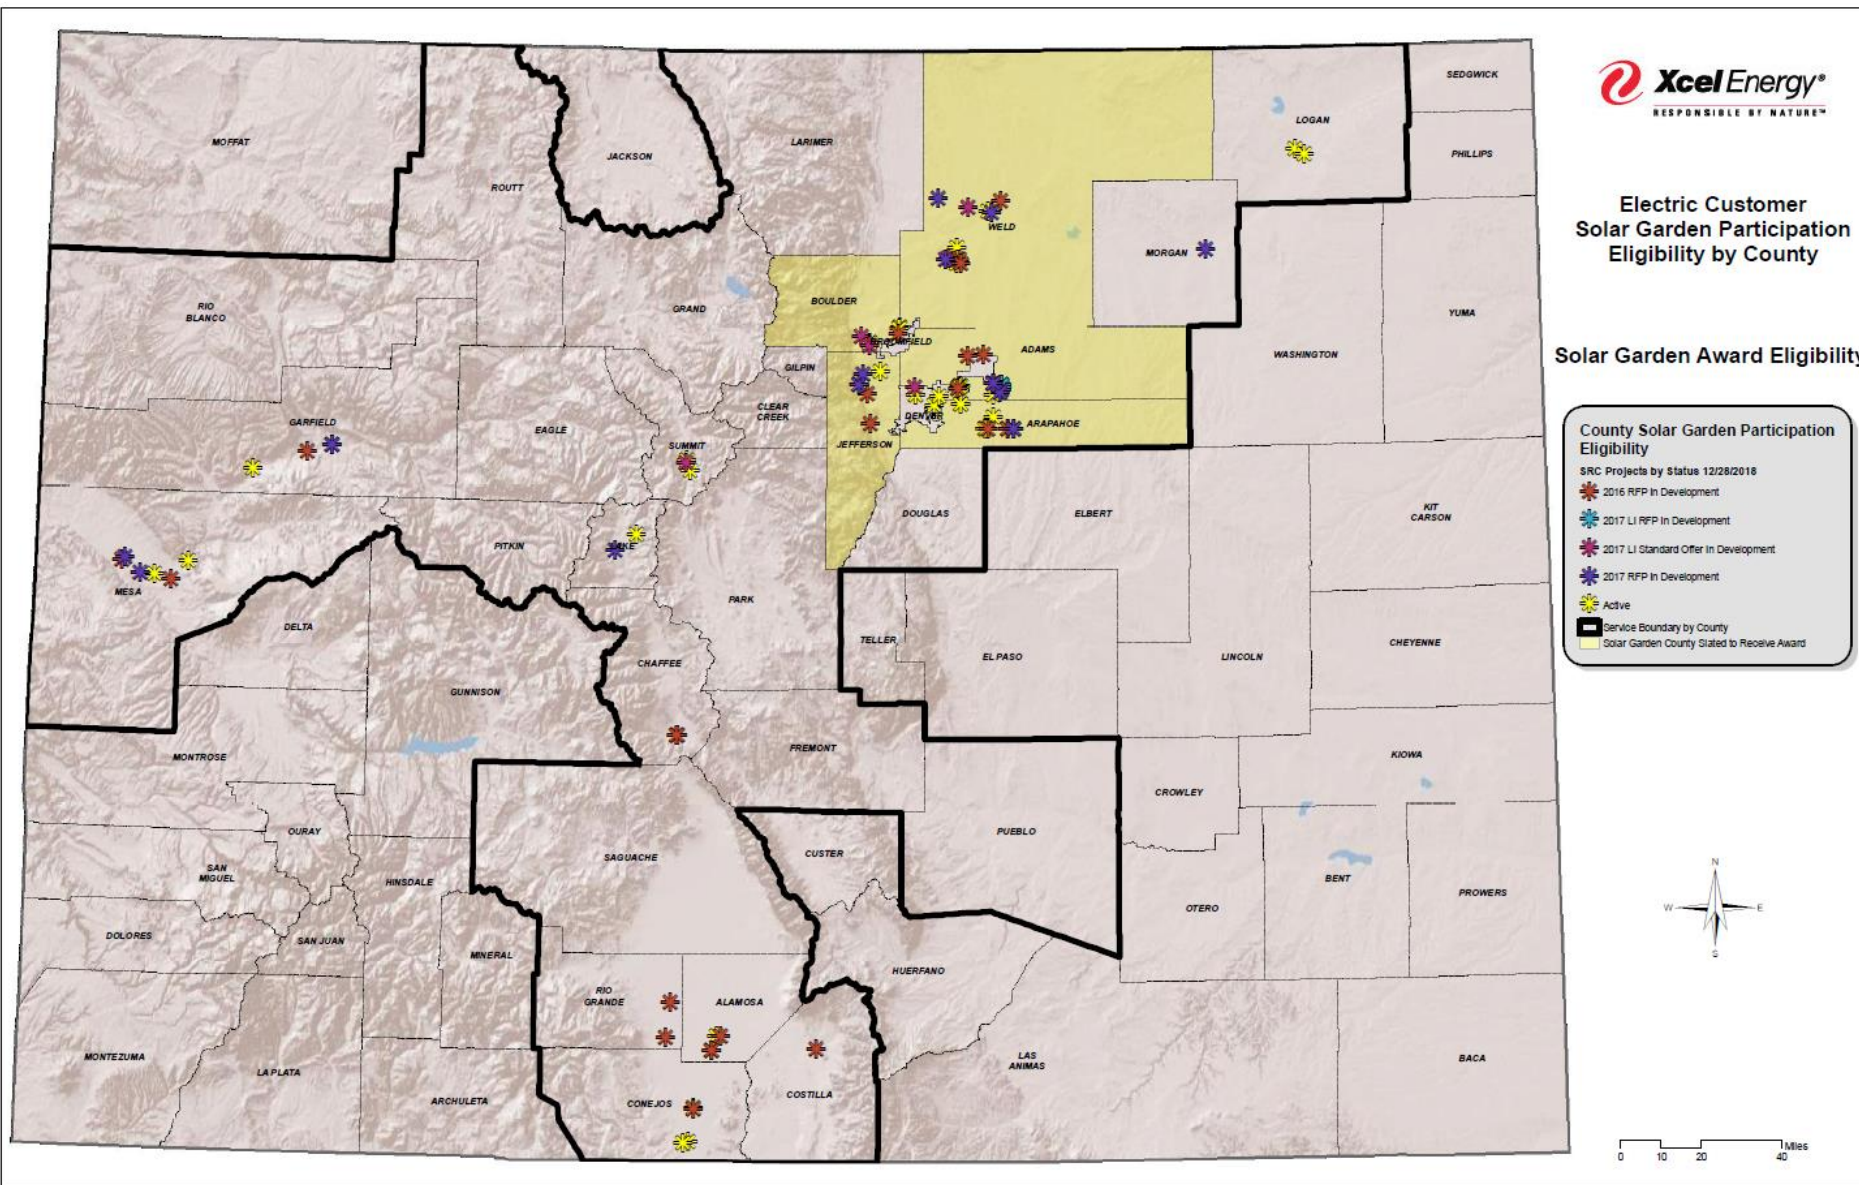 Xcel Energy®
RESPONSIBLE BY NATURE™
Electric Customer
Solar Garden Participation
Eligibility by County
Solar Garden Award Eligibility
County Solar Garden Participation
Eligibility
SRC Projects by Status 12/28/2018
2016 RFP In Development
2017 LI RFP In Development
2017 LI Standard Offer In Development
2017 RFP In Development
Active
Service Boundary by County
Solar Garden County Slated to Receive Award
N
W
E
S
Miles
0 10 20 40
SEDGWICK
LOGAN
MOFFAT
LARIMER
JACKSON
PHILLIPS
ROUTT
WELD
MORGAN
RIO
BLANCO
BOULDER
GRAND
YUMA
BROOMFIELD
ADAMS
WASHINGTON
GILPIN
CLEAR
CREEK
GARFIELD
EAGLE
DENVER
ARAPAHOE
SUMMIT
JEFFERSON
DOUGLAS
ELBERT
KIT
CARSON
PITKIN
LAKE
MESA
PARK
DELTA
TELLER
EL PASO
LINCOLN
CHEYENNE
CHAFFEE
GUNNISON
MONTROSE
FREMONT
KIOWA
CROWLEY
OURAY
PUEBLO
SAGUACHE
CUSTER
SAN
MIGUEL
HINSDALE
BENT
PROWERS
OTERO
DOLORES
SAN JUAN
MINERAL
HUERFANO
RIO
GRANDE
ALAMOSA
MONTEZUMA
LA PLATA
LAS
ANIMAS
BACA
ARCHULETA
CONEJOS
COSTILLA